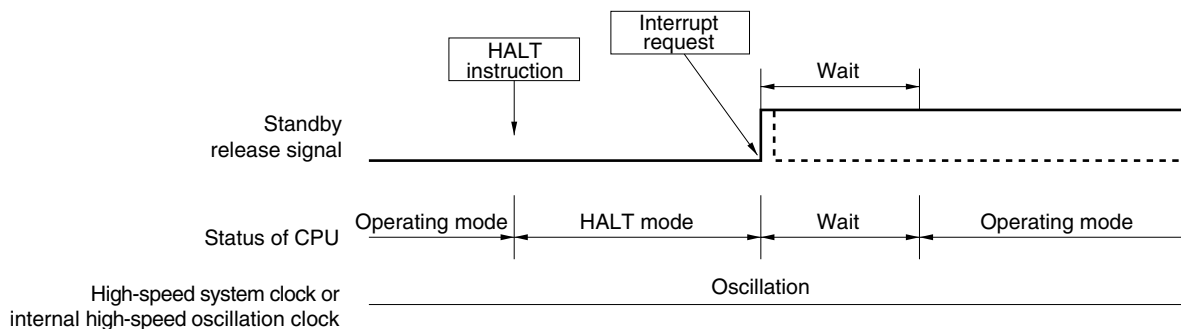 Interrupt
request
HALT
instruction
Wait
Standby
release signal
Status of CPU
Operating mode
HALT mode
Wait
Operating mode
High-speed system clock or
internal high-speed oscillation clock
Oscillation